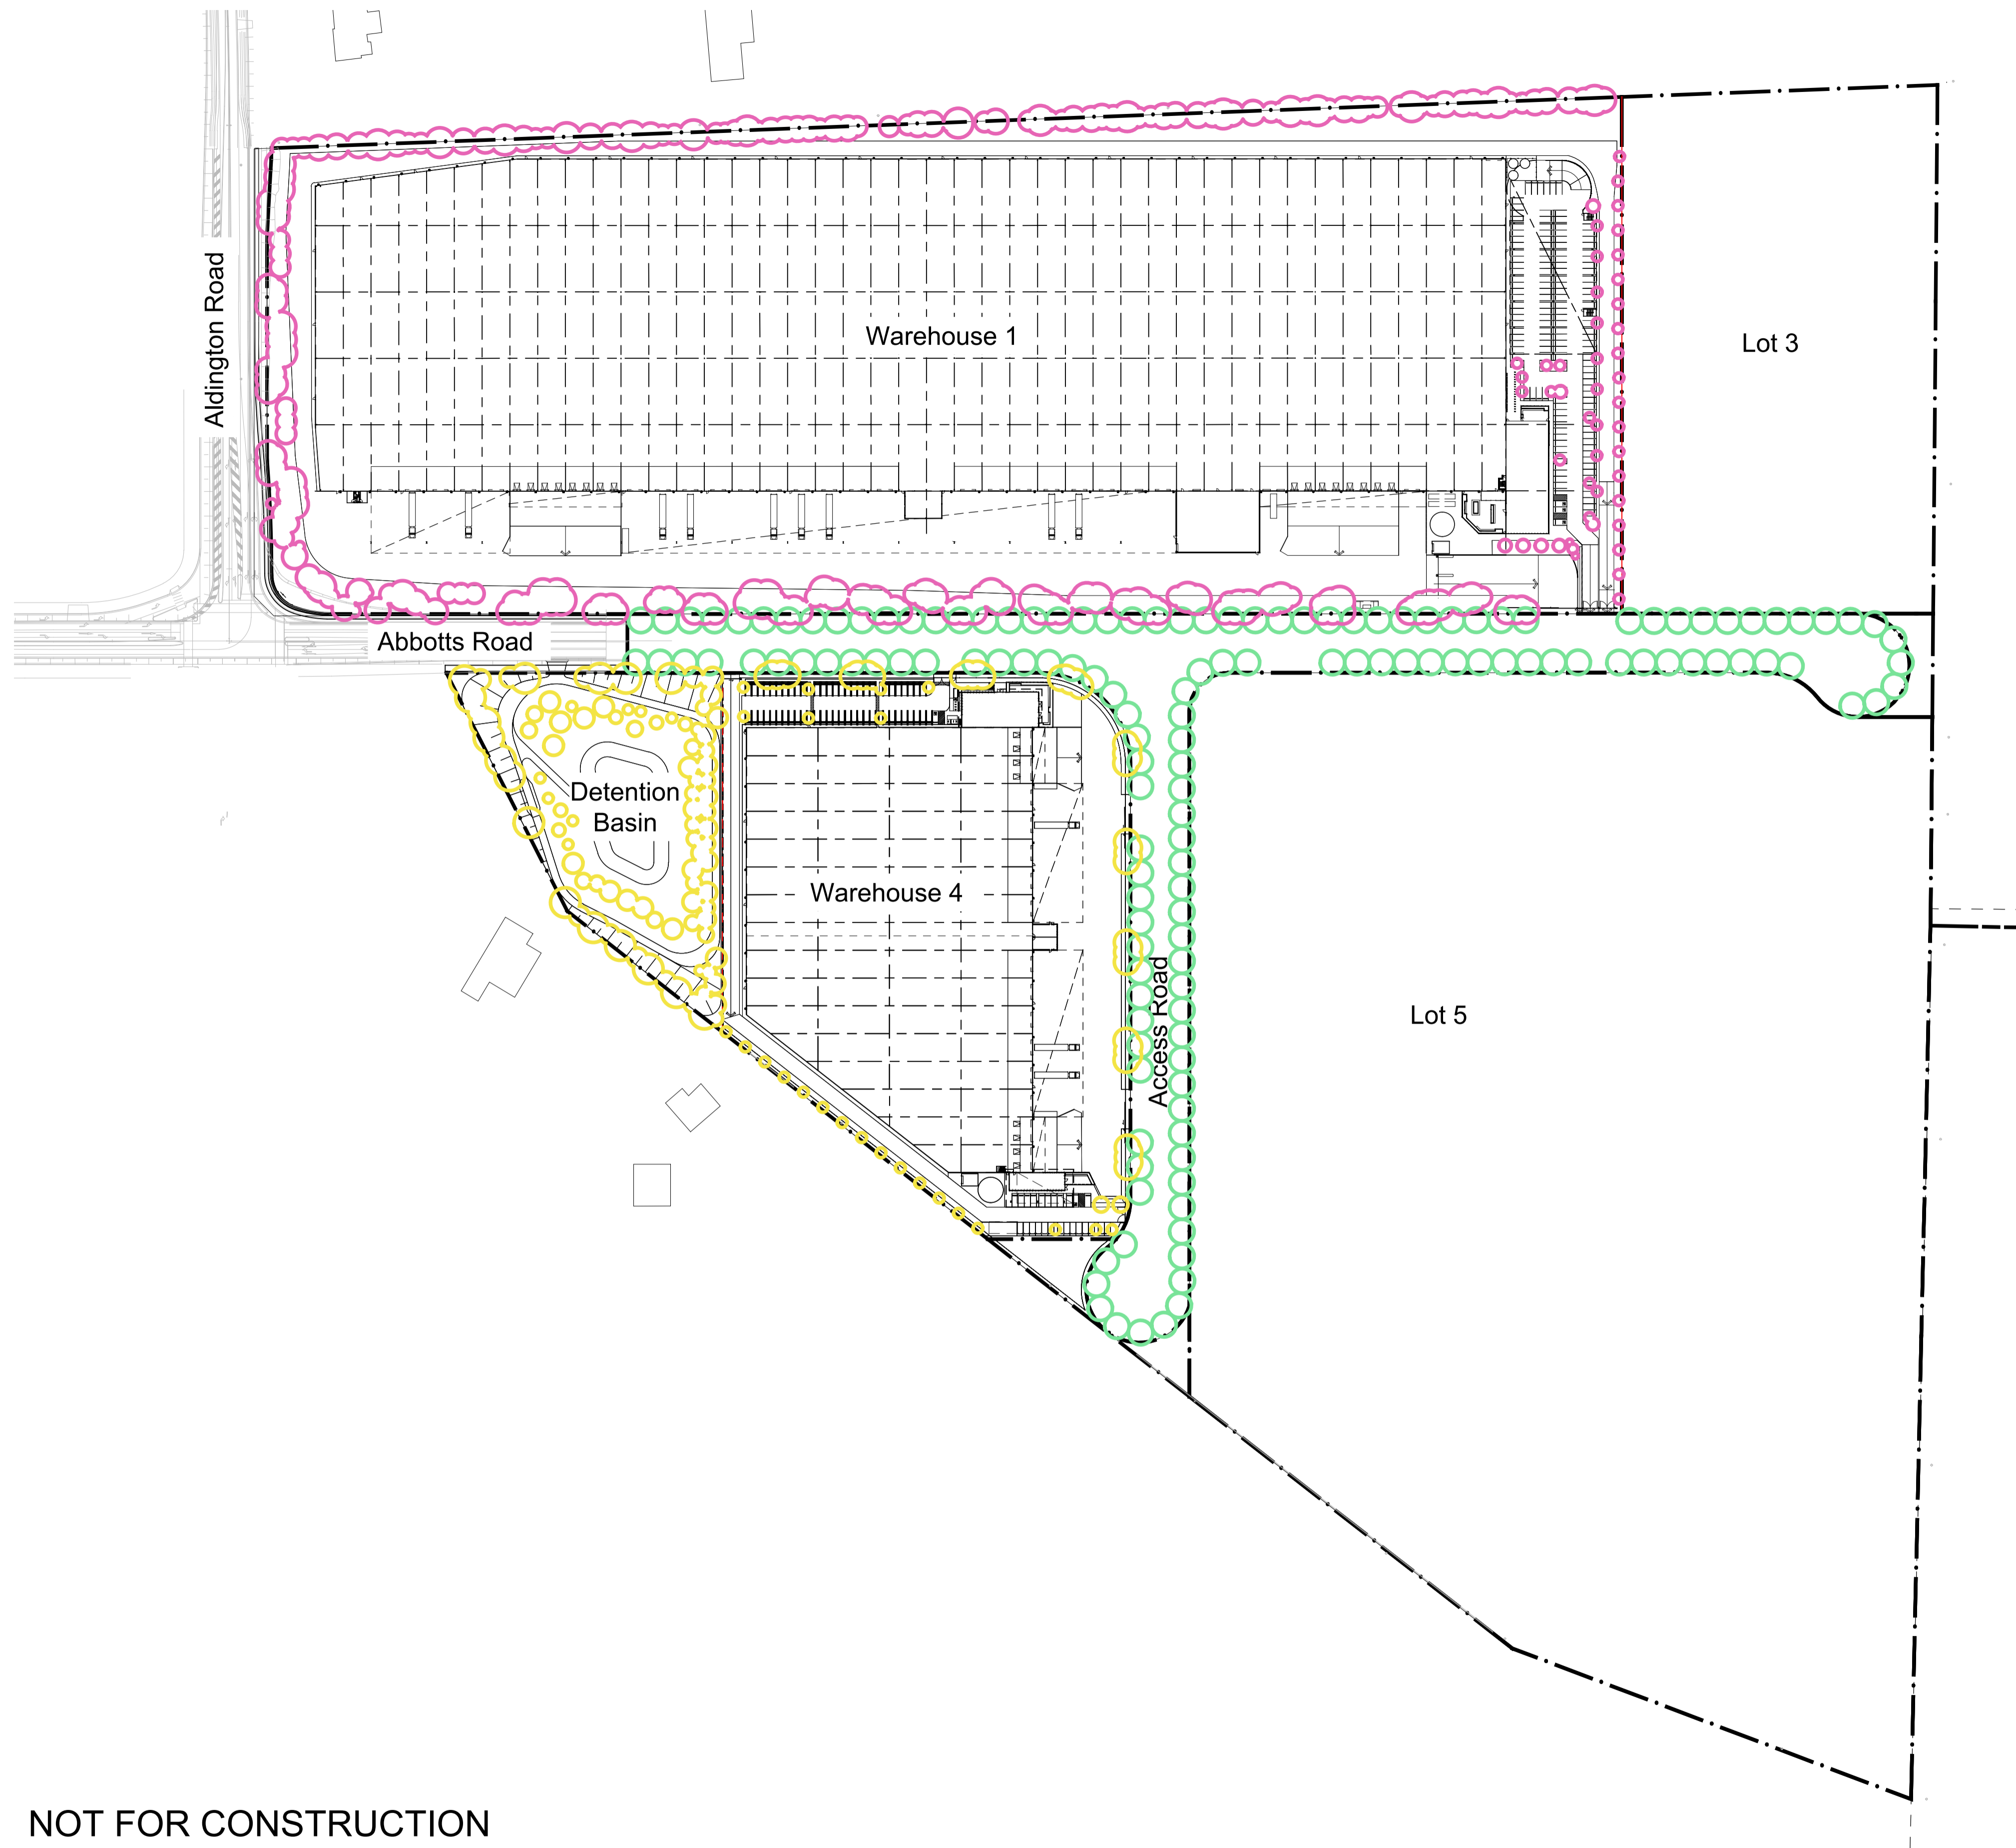 Warehouse 1
Lot 3
Aldington Road
Abbotts Road
Detention
Basin
Warehouse 4
Access Road
Lot 5
NOT FOR CONSTRUCTION